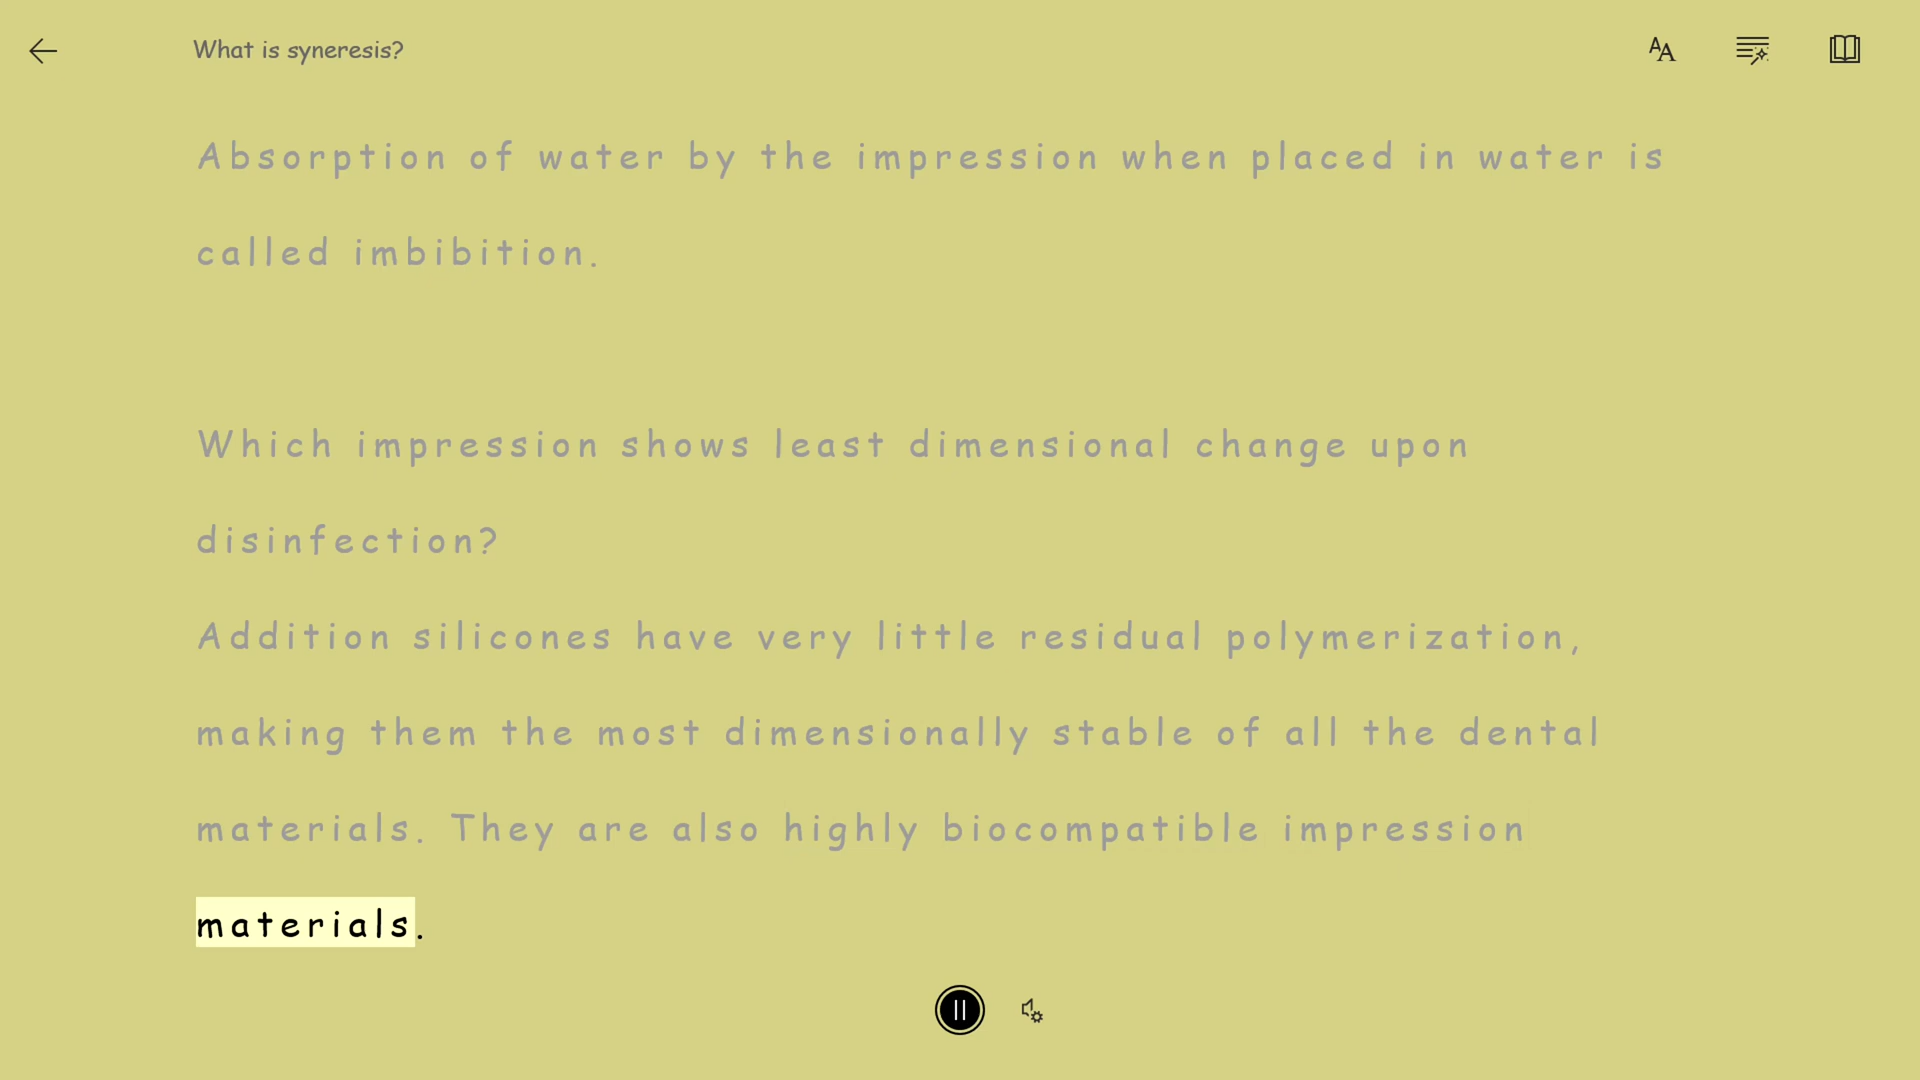 What is syneresis?
Absorption of water by the impression when placed in water is
called imbibition.
Which impression shows least dimensional change upon
disinfection?
Addition silicones have very little residual polymerization,
making them the most dimensionally stable of all the dental
materials. They are also highly biocompatible impression
materials.